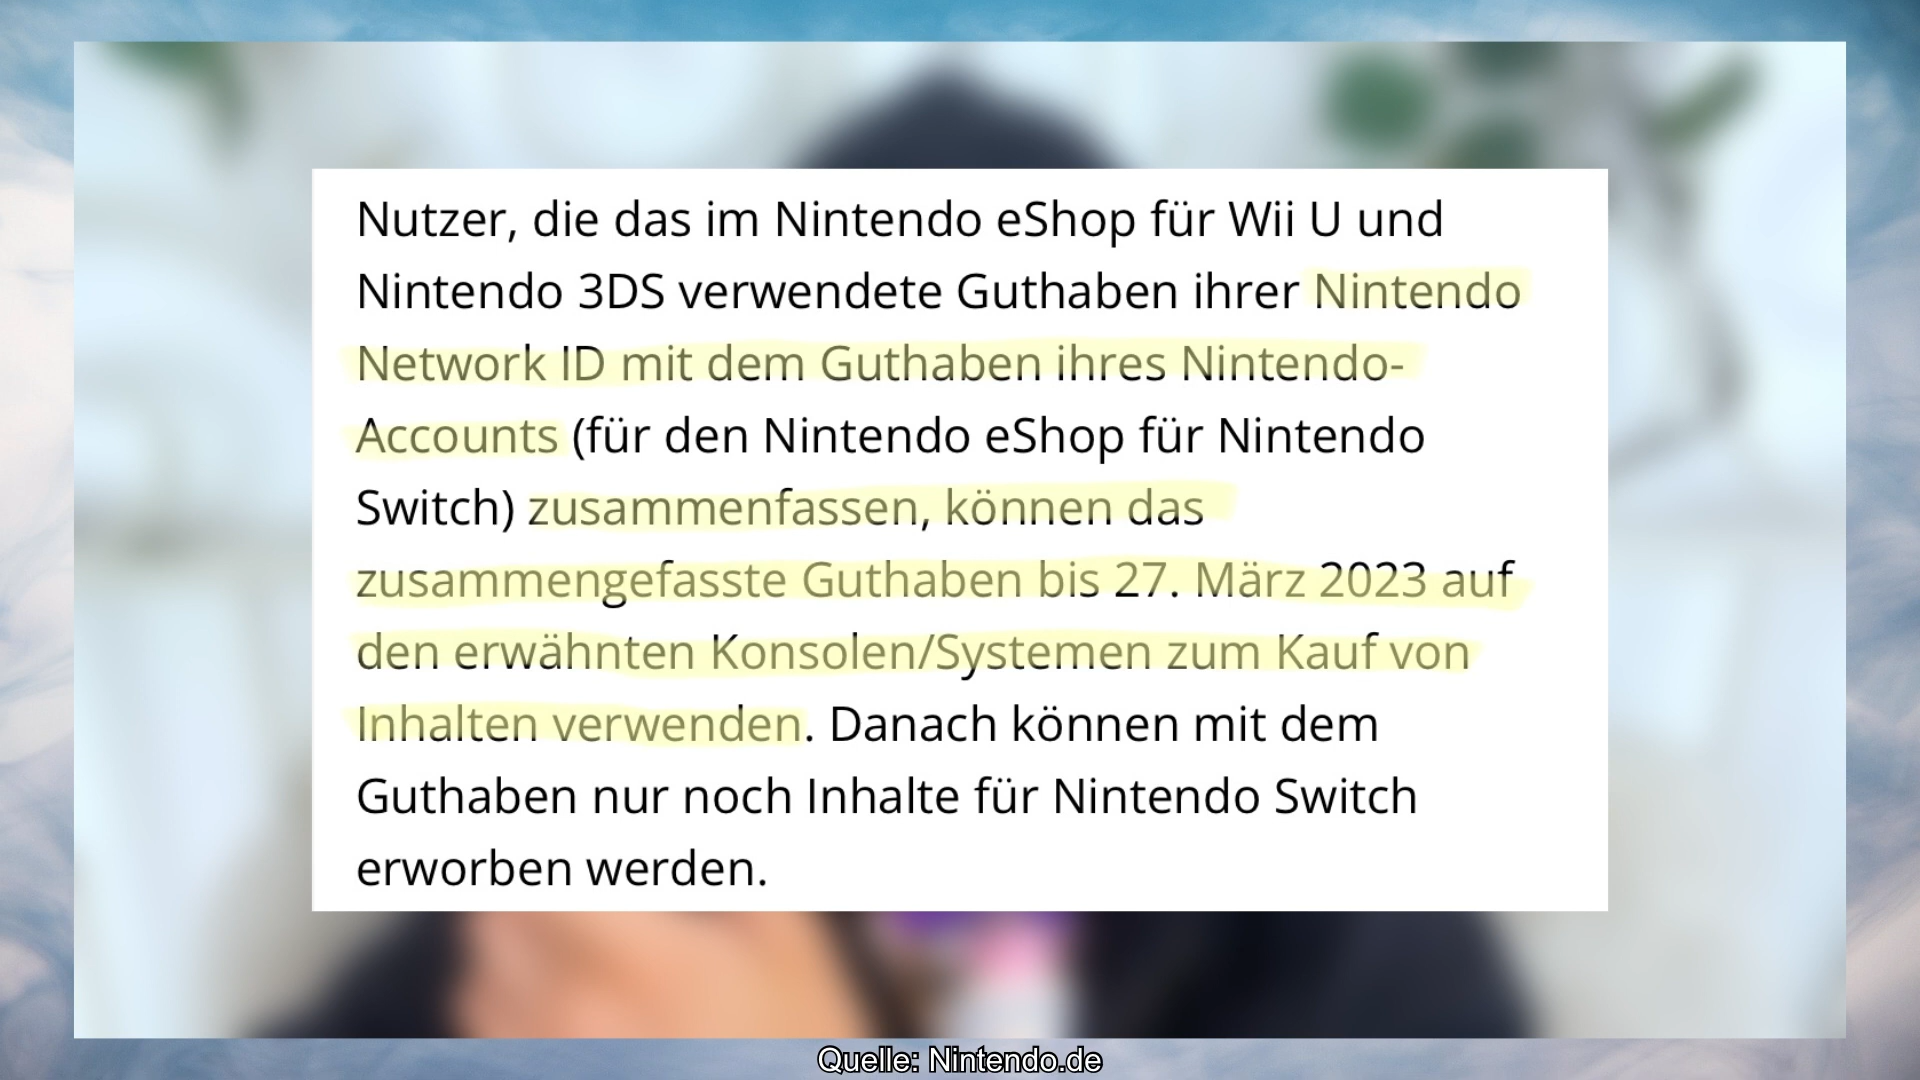 Nutzer, die das im Nintendo eShop für Wii U und
Nintendo 3DS verwendete Guthaben ihrer Nintendo
Network ID mit dem Guthaben ihres Nintendo-
Accounts (für den Nintendo eShop für Nintendo
Switch) zusammenfassen, können das
zusammengefasste Guthaben bis 27. März 2023 auf
den erwähnten Konsolen/Systemen zum Kauf von
Inhalten verwenden. Danach können mit dem
Guthaben nur noch Inhalte für Nintendo Switch
erworben werden.
Quelle: Nintendo.de